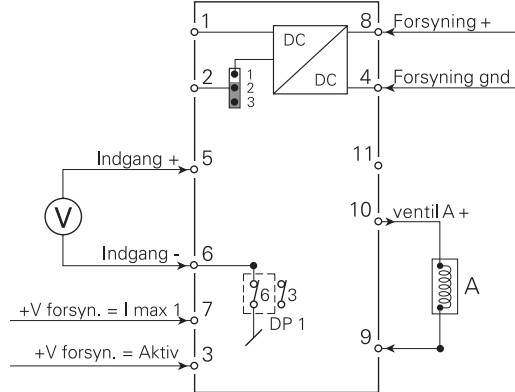 1
8
Forsyning +
DC
DC
2
1
2
3
4
Forsyning gnd
Indgang +
5
11
V
10
ventil A +
Indgang -
6
6
3
A
DP 1
+V forsyn. = I max 1
7
9
+V forsyn. = Aktiv
3